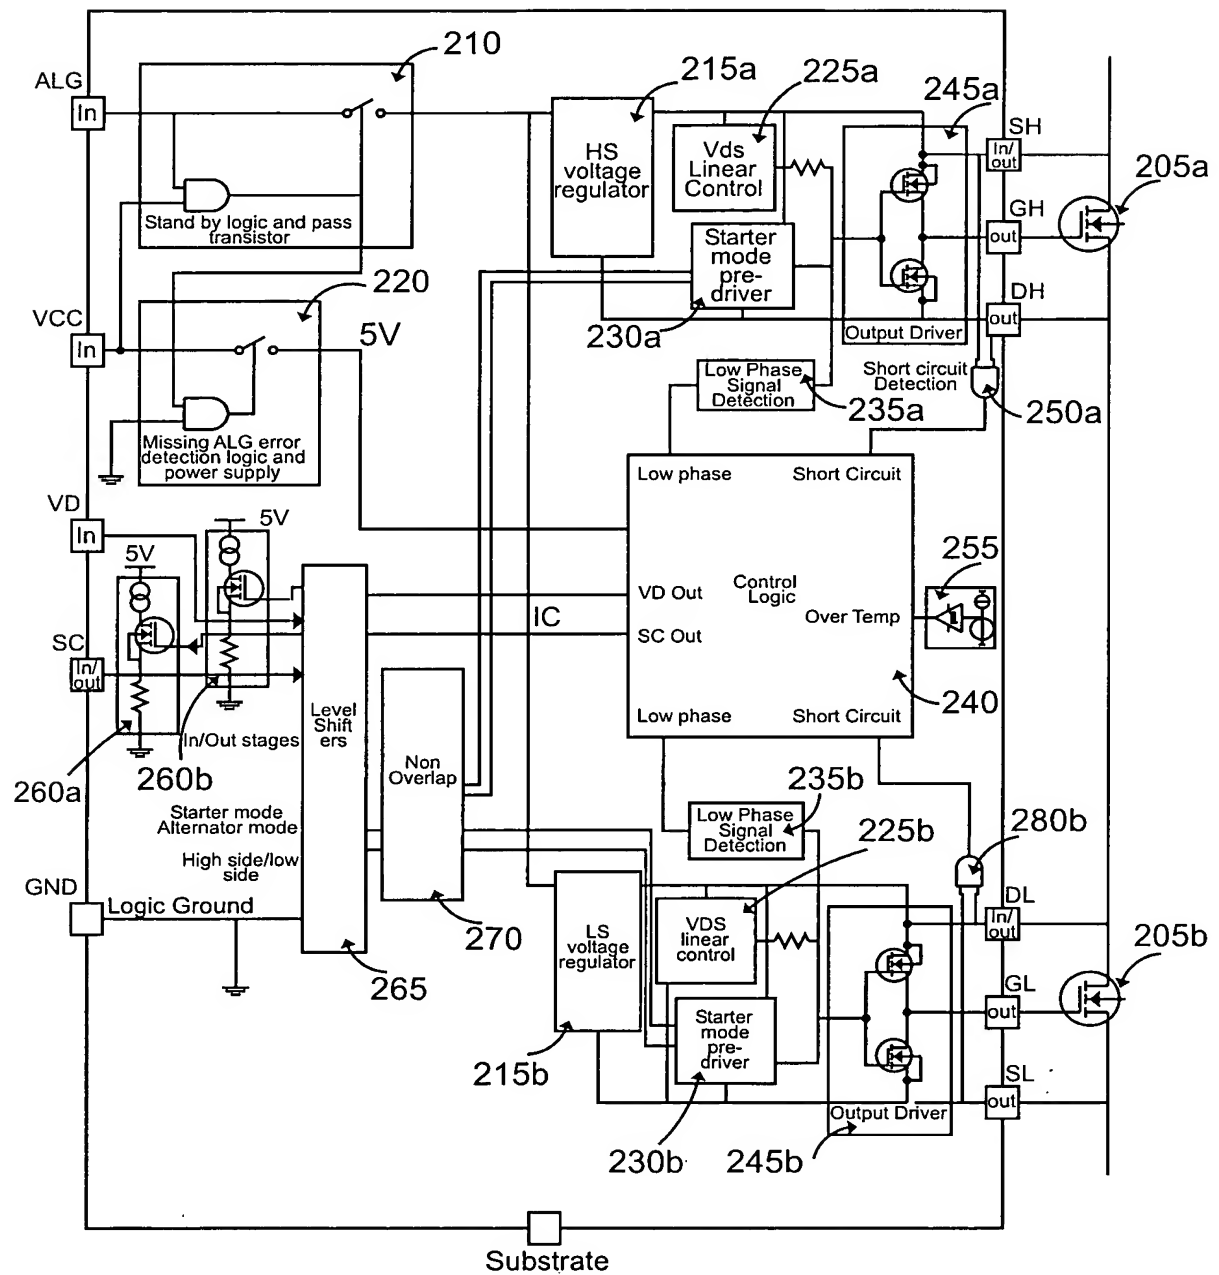 210
ALG
In
215a
225a
245a
SH
In/
out
HS
voltage
regulator
Vds
Linear
Control
205a
GH
out
Stand by logic and pass
transistor
Starter
mode
pre-
driver
220
VCC
In
5V
DH
out
230a
Output Driver
Low Phase
Signal
Detection
Short circuit
Detection
235a
250a
Missing ALG error
detection logic and
power supply
Low phase
Short Circuit
VD
In
5V
5V
255
VD Out
Control
Logic
Over Temp
IC
SC Out
SC
In/
out
240
Level
Shift
ers
Low phase
Short Circuit
In/Out stages
Non
Overlap
260a
260b
235b
Starter mode
Alternator mode
Low Phase
Signal
Detection
225b
280b
High side/low
side
GND
Logic Ground
DL
In/
out
LS
voltage
regulator
VDS
linear
control
270
205b
265
GL
out
Starter
mode
pre-
driver
215b
SL
out
Output Driver
230b
245b
Substrate